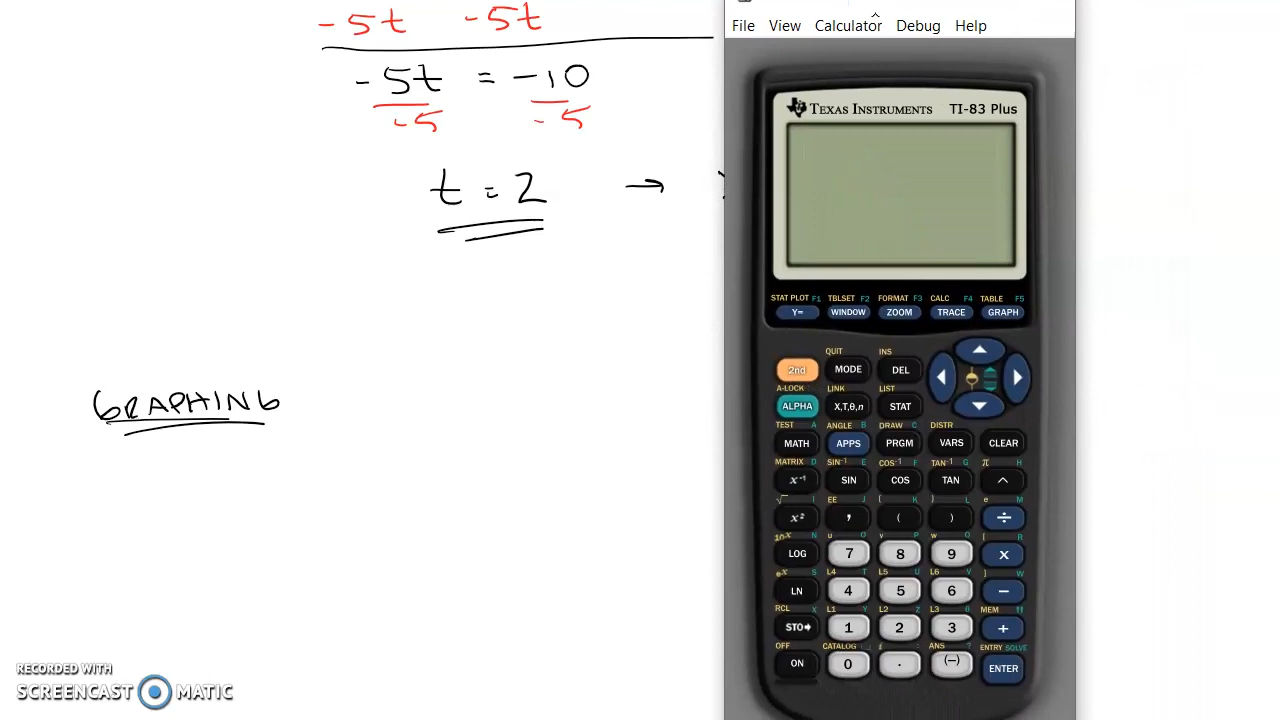 -5t -5t
-5t = -10
-5 -5
t = 2 →
GRAPHING
RECORDED WITH
SCREENCAST MATIC
File View Calculator Debug Help
TEXAS INSTRUMENTS TI-83 Plus
STAT PLOT F1 TBLSET F2 FORMAT F3 CALC F4 TABLE F5
Y= WINDOW ZOOM TRACE GRAPH
QUIT INS
2nd MODE DEL
A-LOCK LINK LIST
ALPHA X,T,θ,n STAT
TEST A ANGLE B DRAW C DISTR
MATH APPS PRGM VARS CLEAR
MATRIX D SIN⁻¹ E COS⁻¹ F TAN⁻¹ G π H
x⁻¹ SIN COS TAN ^
√ I EE J { K } L e M
x² , ( ) ÷
10ˣ N u O v P w Q [ R
LOG 7 8 9 x
eˣ S L4 T L5 U L6 V ] W
LN 4 5 6 −
RCL X L1 Y L2 Z L3 θ MEM "
STO→ 1 2 3 +
OFF CATALOG i : ANS ? ENTRY SOLVE
ON 0 . (−) ENTER